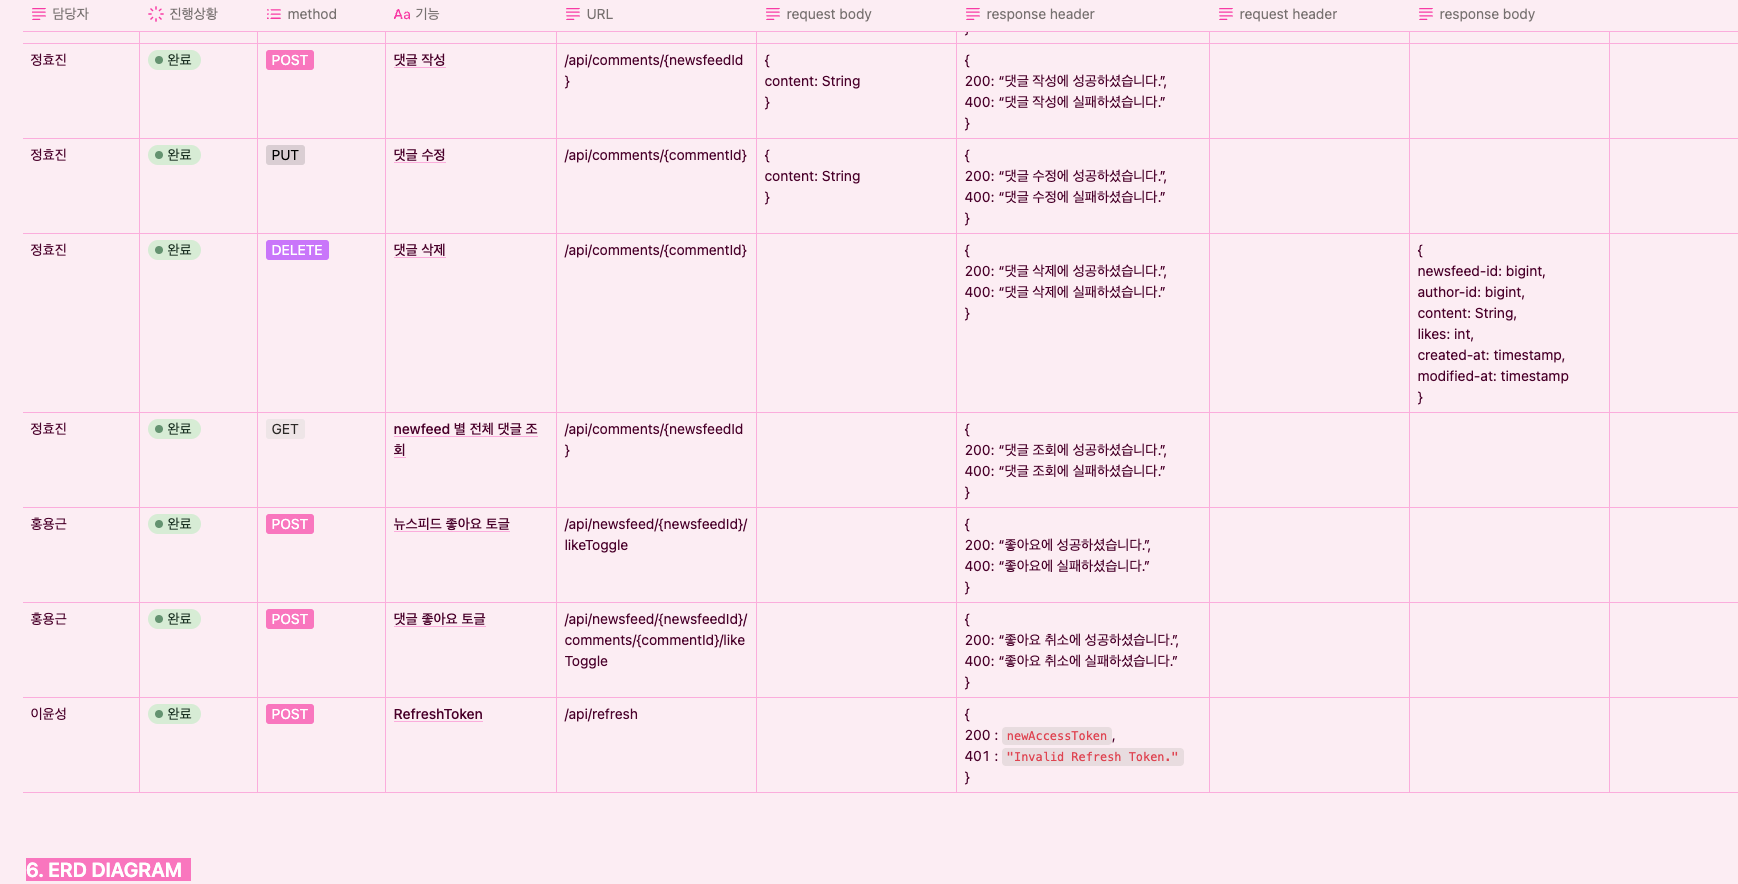 담당자 진행상황 method Aa 기능 URL request body response header request header response body
}
정효진 완료 POST 댓글 작성 /api/comments/{newsfeedId { {
} content: String 200: “댓글 작성에 성공하셨습니다.”,
} 400: “댓글 작성에 실패하셨습니다.”
}
정효진 완료 PUT 댓글 수정 /api/comments/{commentId} { {
content: String 200: “댓글 수정에 성공하셨습니다.”,
} 400: “댓글 수정에 실패하셨습니다.”
}
정효진 완료 DELETE 댓글 삭제 /api/comments/{commentId} { {
200: “댓글 삭제에 성공하셨습니다.”, newsfeed-id: bigint,
400: “댓글 삭제에 실패하셨습니다.” author-id: bigint,
} content: String,
likes: int,
created-at: timestamp,
modified-at: timestamp
}
정효진 완료 GET newfeed 별 전체 댓글 조 /api/comments/{newsfeedId {
회 } 200: “댓글 조회에 성공하셨습니다.”,
400: “댓글 조회에 실패하셨습니다.”
}
홍용근 완료 POST 뉴스피드 좋아요 토글 /api/newsfeed/{newsfeedId}/ {
likeToggle 200: “좋아요에 성공하셨습니다.”,
400: “좋아요에 실패하셨습니다.”
}
홍용근 완료 POST 댓글 좋아요 토글 /api/newsfeed/{newsfeedId}/ {
comments/{commentId}/like 200: “좋아요 취소에 성공하셨습니다.”,
Toggle 400: “좋아요 취소에 실패하셨습니다.”
}
이윤성 완료 POST RefreshToken /api/refresh {
200 : newAccessToken,
401 : "Invalid Refresh Token."
}
6. ERD DIAGRAM